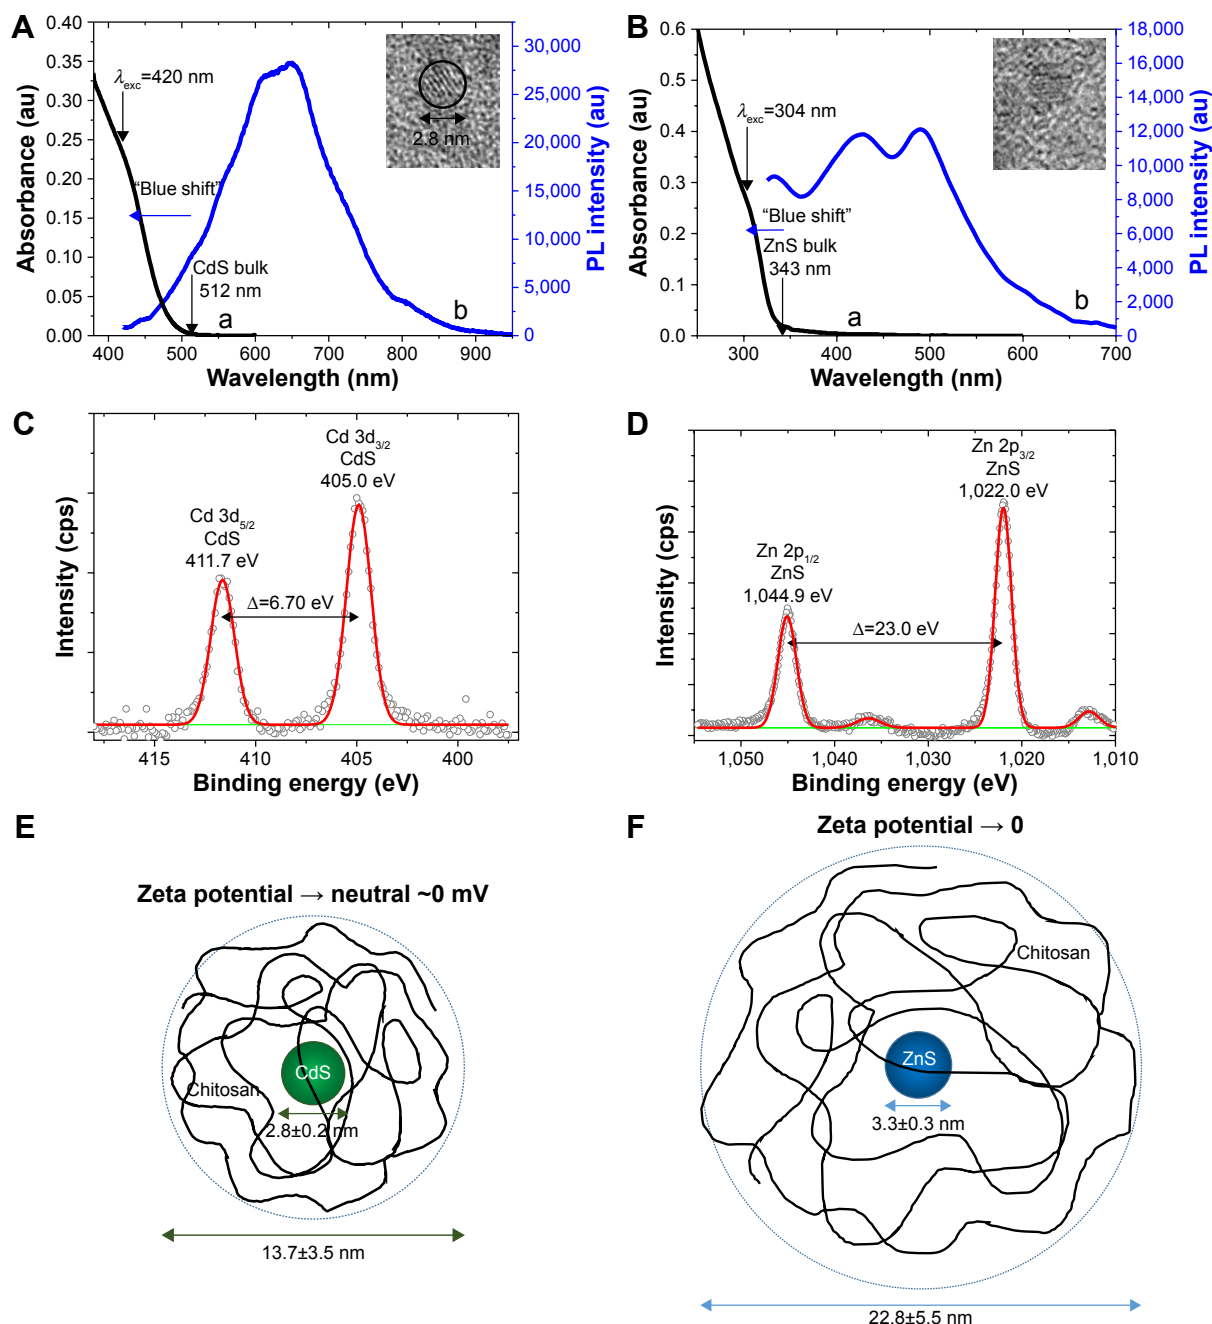 A
0.40
0.35
0.30
0.25
0.20
0.15
0.10
0.05
0.00
Absorbance (au)
400 500 600 700 800 900
Wavelength (nm)
30,000
25,000
20,000
15,000
10,000
5,000
0
PL intensity (au)
λexc=420 nm
"Blue shift"
CdS bulk
512 nm
a
b
2.8 nm
B
0.6
0.5
0.4
0.3
0.2
0.1
0.0
Absorbance (au)
300 400 500 600 700
Wavelength (nm)
18,000
16,000
14,000
12,000
10,000
8,000
6,000
4,000
2,000
0
PL intensity (au)
λexc=304 nm
"Blue shift"
ZnS bulk
343 nm
a
b
C
Cd 3d3/2
CdS
405.0 eV
Cd 3d5/2
CdS
411.7 eV
Δ=6.70 eV
Intensity (cps)
415 410 405 400
Binding energy (eV)
D
Zn 2p3/2
ZnS
1,022.0 eV
Zn 2p1/2
ZnS
1,044.9 eV
Δ=23.0 eV
Intensity (cps)
1,050 1,040 1,030 1,020 1,010
Binding energy (eV)
E
Zeta potential → neutral ~0 mV
CdS
Chitosan
2.8±0.2 nm
13.7±3.5 nm
F
Zeta potential → 0
Chitosan
ZnS
3.3±0.3 nm
22.8±5.5 nm